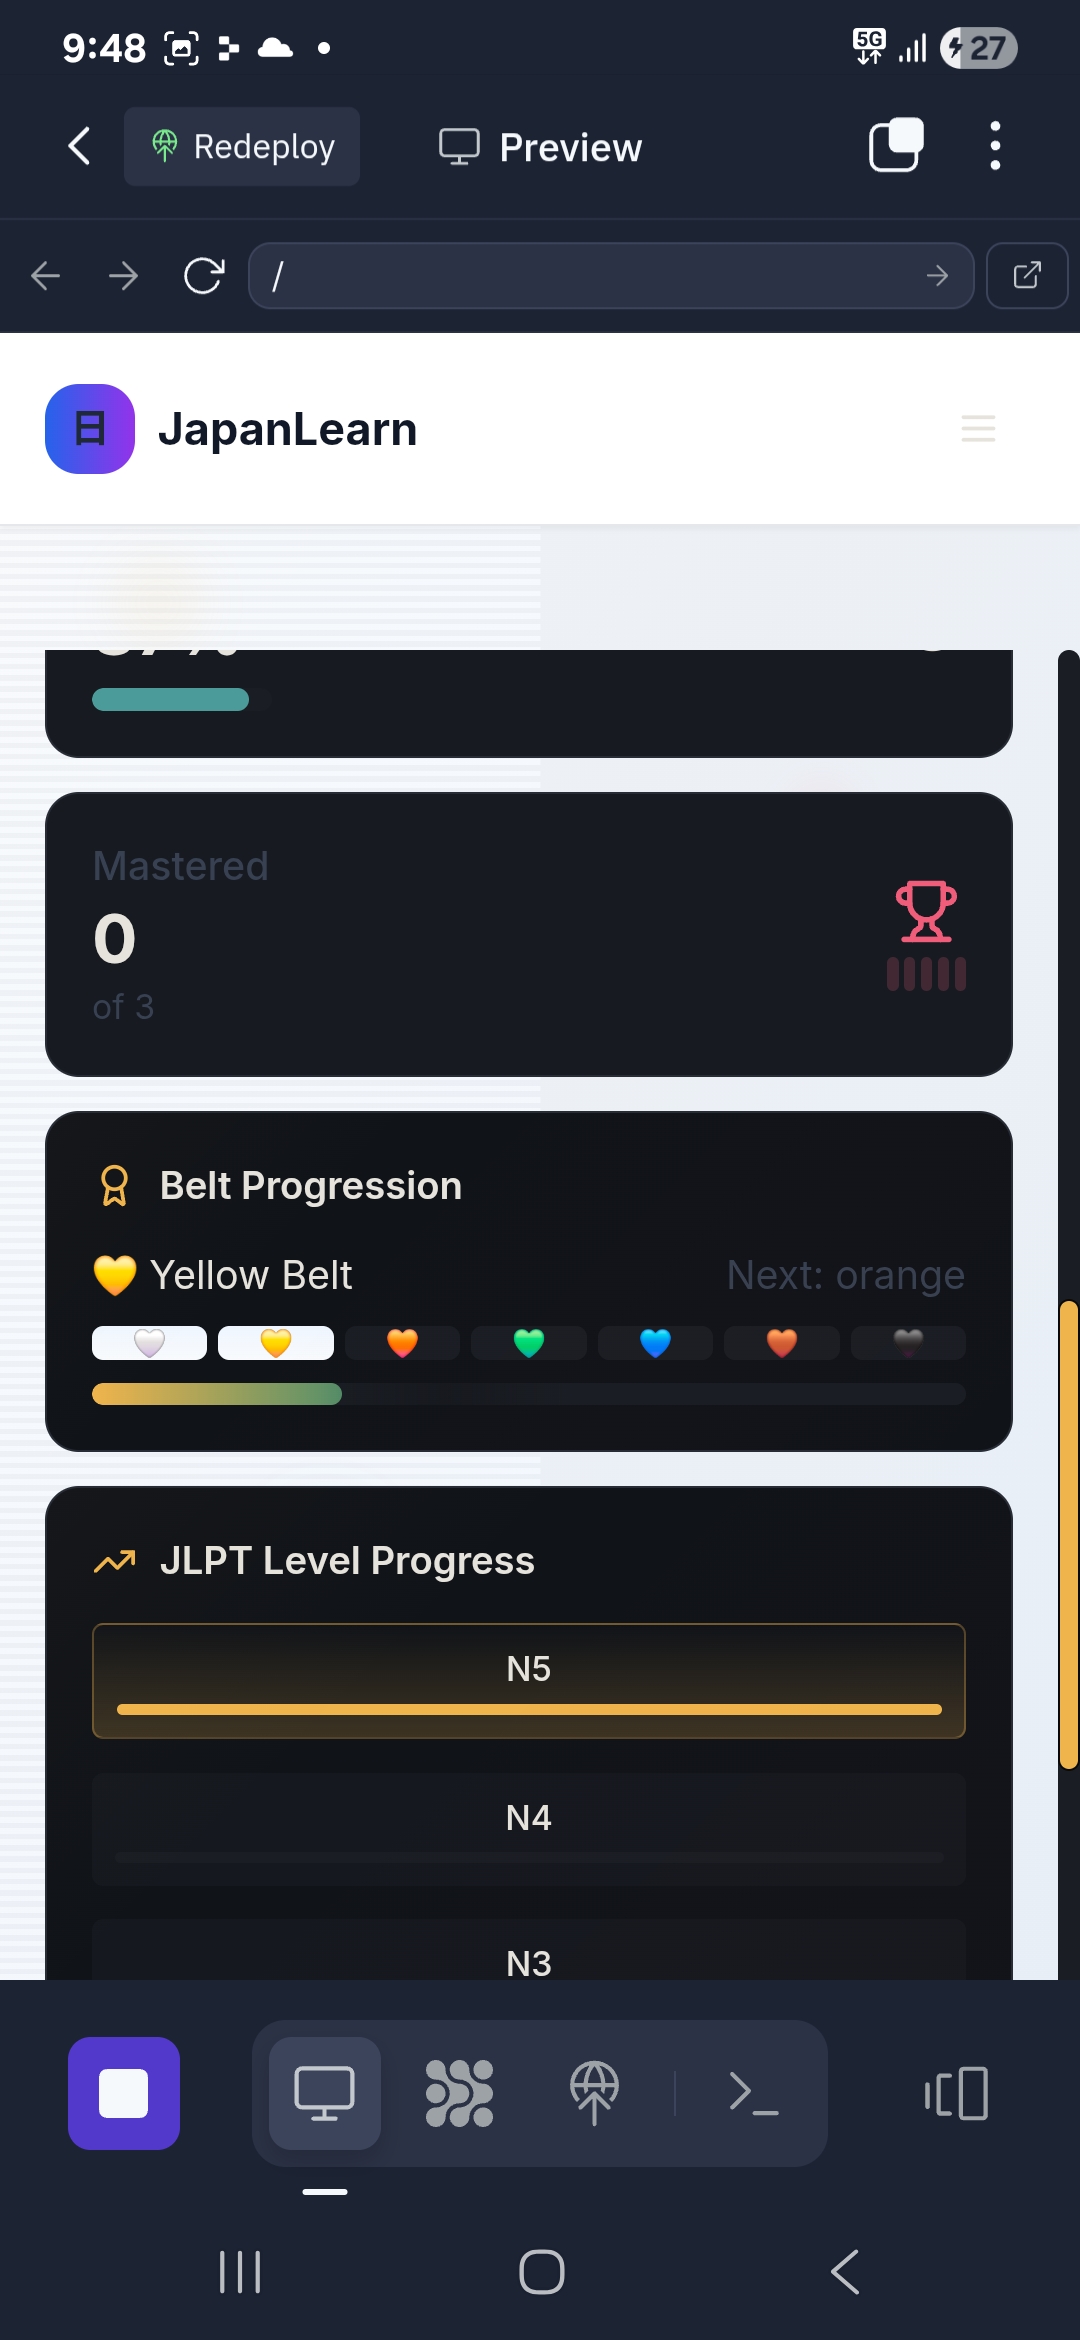 9:48
5G
27
Redeploy
Preview
/
日 JapanLearn
Mastered
0
of 3
Belt Progression
Yellow Belt
Next: orange
JLPT Level Progress
N5
N4
N3